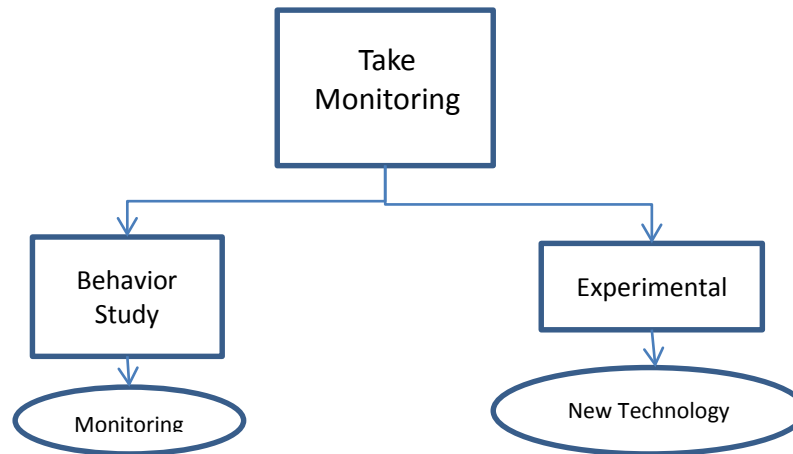 Take
Monitoring
Behavior
Study
Experimental
Monitoring
New Technology